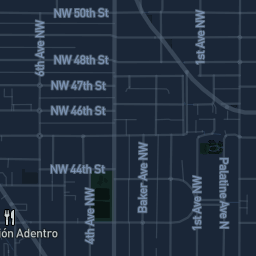 NW 50th St
6th Ave NW
1st Ave NW
NW 48th St
NW 47th St
NW 46th St
NW 44th St
Baker Ave NW
Palatine Ave N
4th Ave NW
1st Ave NW
ión Adentro